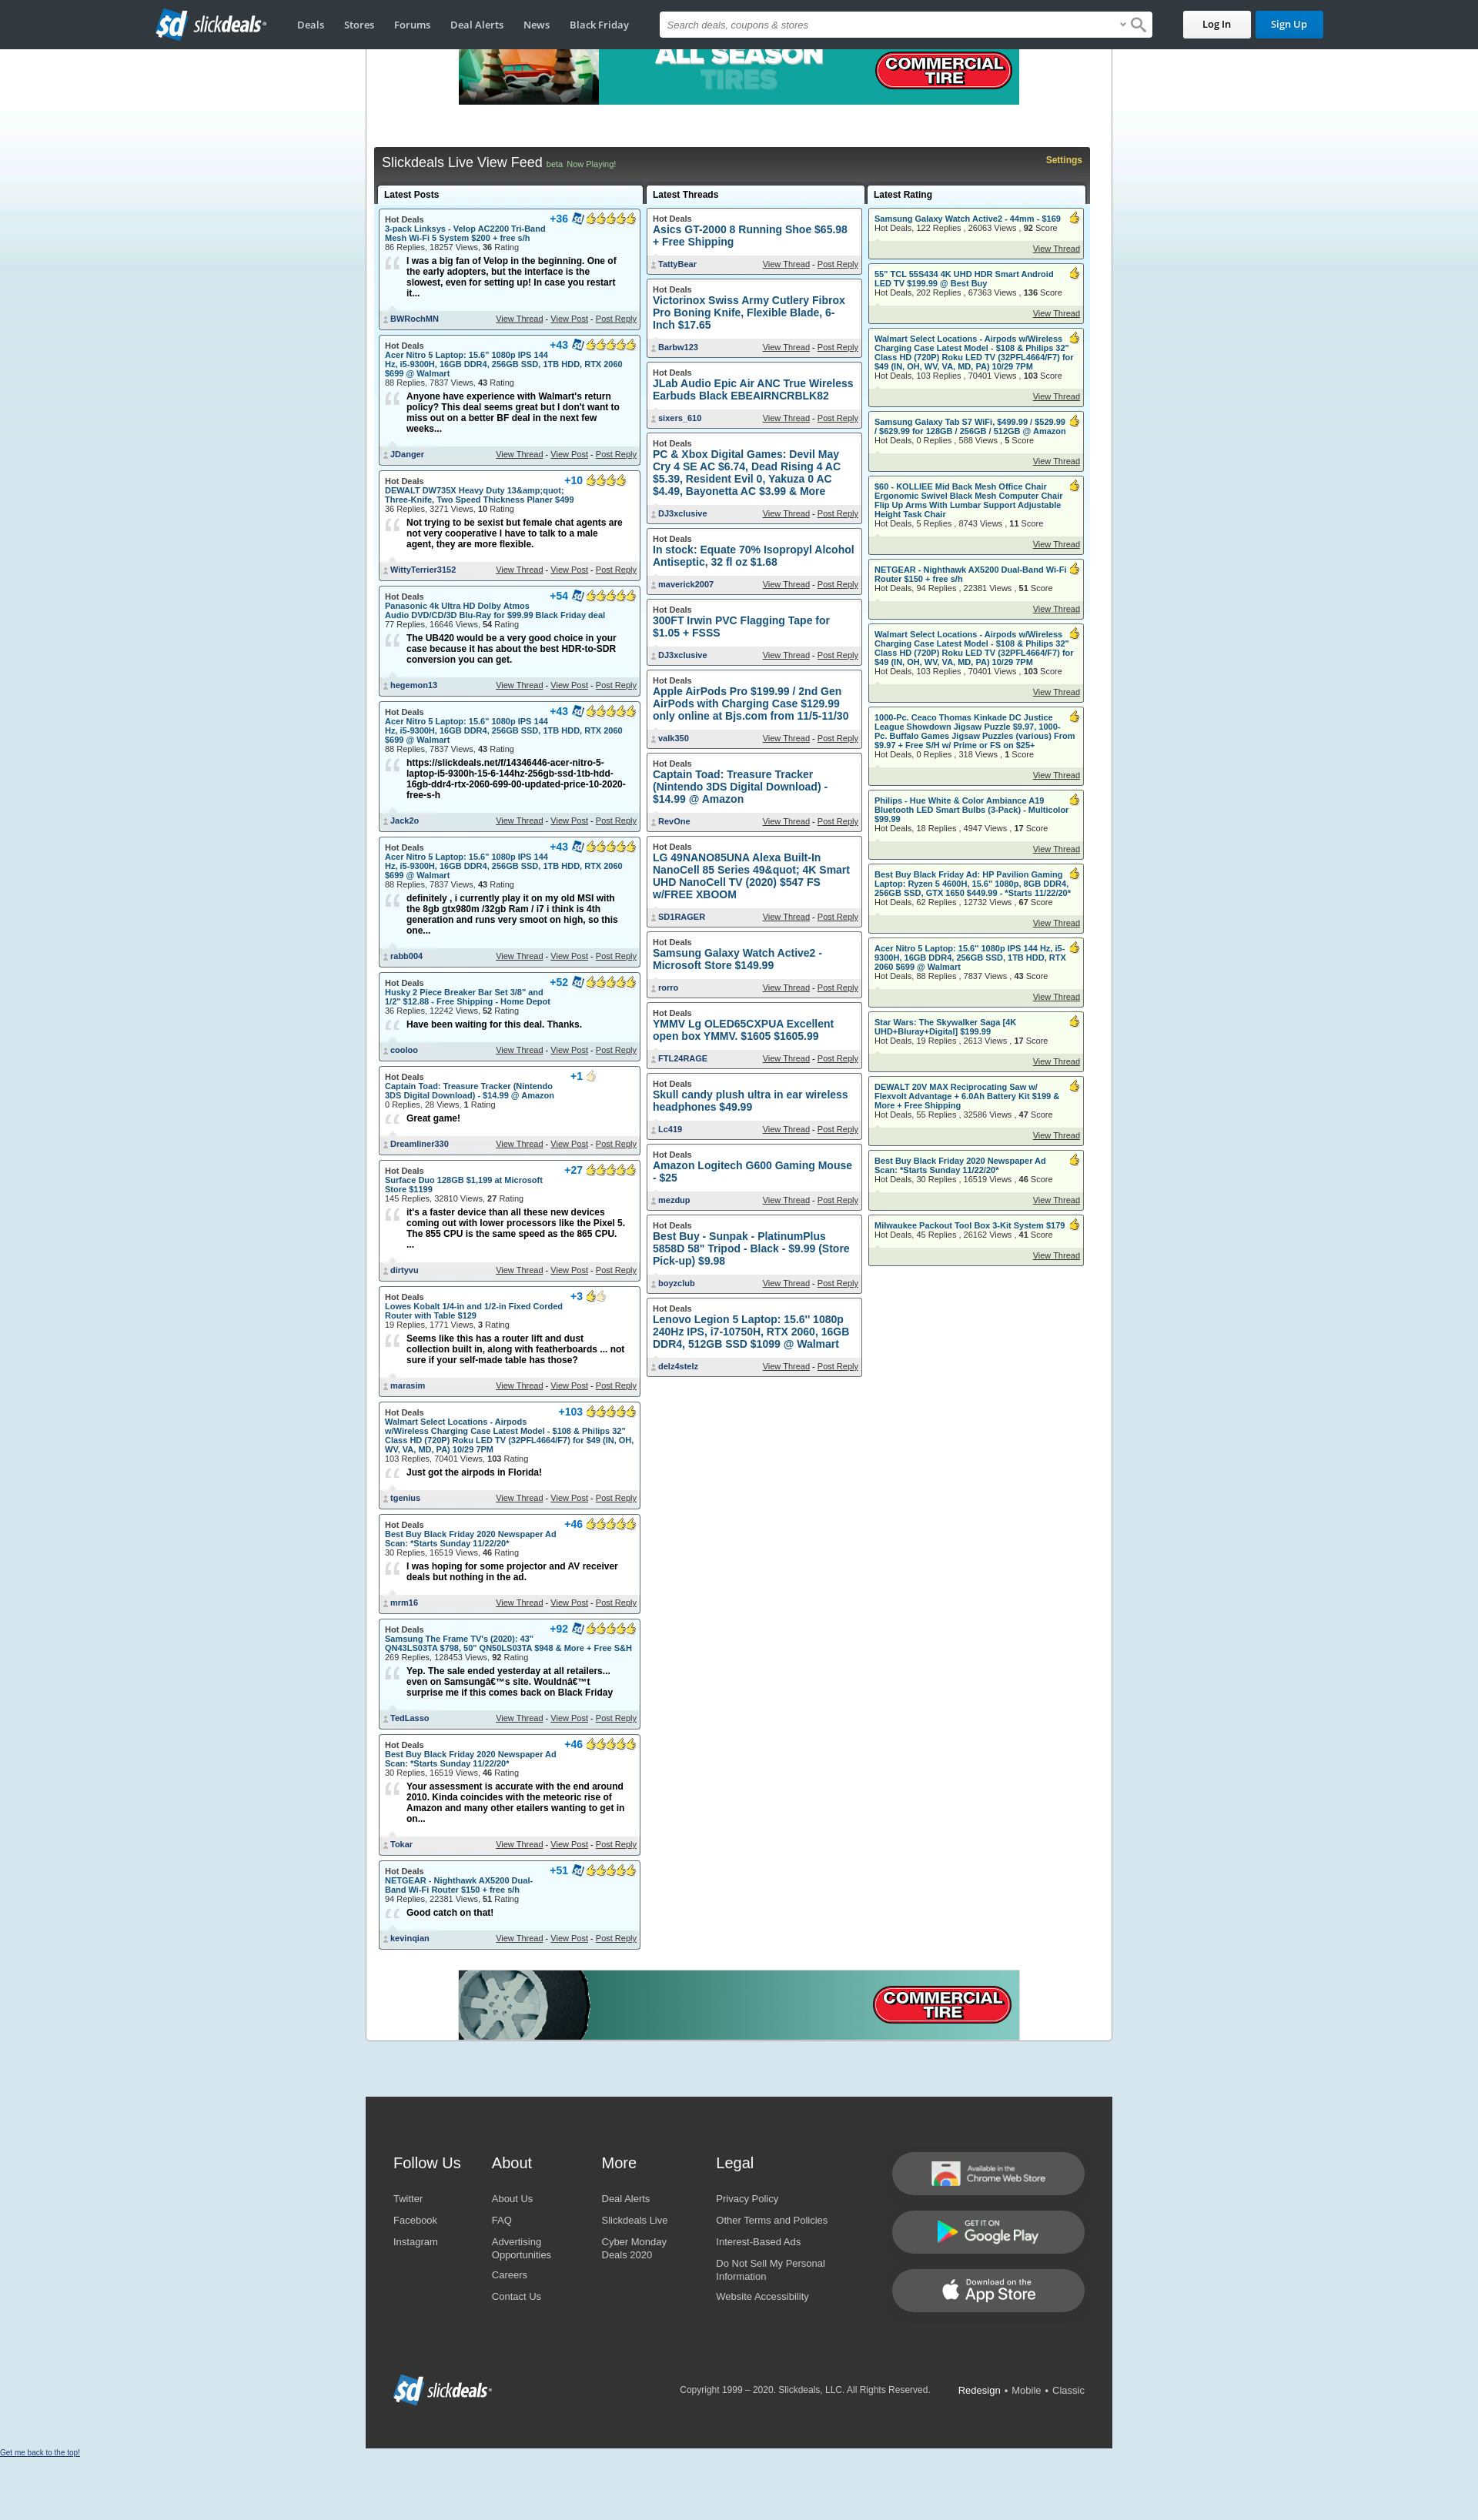 slickdeals
Deals
Stores
Forums
Deal Alerts
News
Black Friday
Search deals, coupons & stores
Log In
Sign Up
ALL SEASON
TIRES
COMMERCIAL
TIRE
Slickdeals Live View Feed beta Now Playing!
Settings
Latest Posts
Hot Deals
+36
3-pack Linksys - Velop AC2200 Tri-Band
Mesh Wi-Fi 5 System $200 + free s/h
86 Replies, 18257 Views, 36 Rating
I was a big fan of Velop in the beginning. One of
the early adopters, but the interface is the
slowest, even for setting up! In case you restart
it...
BWRochMN
View Thread - View Post - Post Reply
Hot Deals
+43
Acer Nitro 5 Laptop: 15.6" 1080p IPS 144
Hz, i5-9300H, 16GB DDR4, 256GB SSD, 1TB HDD, RTX 2060
$699 @ Walmart
88 Replies, 7837 Views, 43 Rating
Anyone have experience with Walmart's return
policy? This deal seems great but I don't want to
miss out on a better BF deal in the next few
weeks...
JDanger
View Thread - View Post - Post Reply
Hot Deals
+10
DEWALT DW735X Heavy Duty 13&amp;quot;
Three-Knife, Two Speed Thickness Planer $499
36 Replies, 3271 Views, 10 Rating
Not trying to be sexist but female chat agents are
not very cooperative I have to talk to a male
agent, they are more flexible.
WittyTerrier3152
View Thread - View Post - Post Reply
Hot Deals
+54
Panasonic 4k Ultra HD Dolby Atmos
Audio DVD/CD/3D Blu-Ray for $99.99 Black Friday deal
77 Replies, 16646 Views, 54 Rating
The UB420 would be a very good choice in your
case because it has about the best HDR-to-SDR
conversion you can get.
hegemon13
View Thread - View Post - Post Reply
Hot Deals
+43
Acer Nitro 5 Laptop: 15.6" 1080p IPS 144
Hz, i5-9300H, 16GB DDR4, 256GB SSD, 1TB HDD, RTX 2060
$699 @ Walmart
88 Replies, 7837 Views, 43 Rating
https://slickdeals.net/f/14346446-acer-nitro-5-
laptop-i5-9300h-15-6-144hz-256gb-ssd-1tb-hdd-
16gb-ddr4-rtx-2060-699-00-updated-price-10-2020-
free-s-h
Jack2o
View Thread - View Post - Post Reply
Hot Deals
+43
Acer Nitro 5 Laptop: 15.6" 1080p IPS 144
Hz, i5-9300H, 16GB DDR4, 256GB SSD, 1TB HDD, RTX 2060
$699 @ Walmart
88 Replies, 7837 Views, 43 Rating
definitely , i currently play it on my old MSI with
the 8gb gtx980m /32gb Ram / i7 i think is 4th
generation and runs very smoot on high, so this
one...
rabb004
View Thread - View Post - Post Reply
Hot Deals
+52
Husky 2 Piece Breaker Bar Set 3/8" and
1/2" $12.88 - Free Shipping - Home Depot
36 Replies, 12242 Views, 52 Rating
Have been waiting for this deal. Thanks.
cooloo
View Thread - View Post - Post Reply
Hot Deals
+1
Captain Toad: Treasure Tracker (Nintendo
3DS Digital Download) - $14.99 @ Amazon
0 Replies, 28 Views, 1 Rating
Great game!
Dreamliner330
View Thread - View Post - Post Reply
Hot Deals
+27
Surface Duo 128GB $1,199 at Microsoft
Store $1199
145 Replies, 32810 Views, 27 Rating
it's a faster device than all these new devices
coming out with lower processors like the Pixel 5.
The 855 CPU is the same speed as the 865 CPU.
...
dirtyvu
View Thread - View Post - Post Reply
Hot Deals
+3
Lowes Kobalt 1/4-in and 1/2-in Fixed Corded
Router with Table $129
19 Replies, 1771 Views, 3 Rating
Seems like this has a router lift and dust
collection built in, along with featherboards ... not
sure if your self-made table has those?
marasim
View Thread - View Post - Post Reply
Hot Deals
+103
Walmart Select Locations - Airpods
w/Wireless Charging Case Latest Model - $108 & Philips 32"
Class HD (720P) Roku LED TV (32PFL4664/F7) for $49 (IN, OH,
WV, VA, MD, PA) 10/29 7PM
103 Replies, 70401 Views, 103 Rating
Just got the airpods in Florida!
tgenius
View Thread - View Post - Post Reply
Hot Deals
+46
Best Buy Black Friday 2020 Newspaper Ad
Scan: *Starts Sunday 11/22/20*
30 Replies, 16519 Views, 46 Rating
I was hoping for some projector and AV receiver
deals but nothing in the ad.
mrm16
View Thread - View Post - Post Reply
Hot Deals
+92
Samsung The Frame TV's (2020): 43"
QN43LS03TA $798, 50" QN50LS03TA $948 & More + Free S&H
269 Replies, 128453 Views, 92 Rating
Yep. The sale ended yesterday at all retailers...
even on Samsungâ€™s site. Wouldnâ€™t
surprise me if this comes back on Black Friday
TedLasso
View Thread - View Post - Post Reply
Hot Deals
+46
Best Buy Black Friday 2020 Newspaper Ad
Scan: *Starts Sunday 11/22/20*
30 Replies, 16519 Views, 46 Rating
Your assessment is accurate with the end around
2010. Kinda coincides with the meteoric rise of
Amazon and many other etailers wanting to get in
on...
Tokar
View Thread - View Post - Post Reply
Hot Deals
+51
NETGEAR - Nighthawk AX5200 Dual-
Band Wi-Fi Router $150 + free s/h
94 Replies, 22381 Views, 51 Rating
Good catch on that!
kevinqian
View Thread - View Post - Post Reply
Latest Threads
Hot Deals
Asics GT-2000 8 Running Shoe $65.98
+ Free Shipping
TattyBear
View Thread - Post Reply
Hot Deals
Victorinox Swiss Army Cutlery Fibrox
Pro Boning Knife, Flexible Blade, 6-
Inch $17.65
Barbw123
View Thread - Post Reply
Hot Deals
JLab Audio Epic Air ANC True Wireless
Earbuds Black EBEAIRNCRBLK82
sixers_610
View Thread - Post Reply
Hot Deals
PC & Xbox Digital Games: Devil May
Cry 4 SE AC $6.74, Dead Rising 4 AC
$5.39, Resident Evil 0, Yakuza 0 AC
$4.49, Bayonetta AC $3.99 & More
DJ3xclusive
View Thread - Post Reply
Hot Deals
In stock: Equate 70% Isopropyl Alcohol
Antiseptic, 32 fl oz $1.68
maverick2007
View Thread - Post Reply
Hot Deals
300FT Irwin PVC Flagging Tape for
$1.05 + FSSS
DJ3xclusive
View Thread - Post Reply
Hot Deals
Apple AirPods Pro $199.99 / 2nd Gen
AirPods with Charging Case $129.99
only online at Bjs.com from 11/5-11/30
valk350
View Thread - Post Reply
Hot Deals
Captain Toad: Treasure Tracker
(Nintendo 3DS Digital Download) -
$14.99 @ Amazon
RevOne
View Thread - Post Reply
Hot Deals
LG 49NANO85UNA Alexa Built-In
NanoCell 85 Series 49&quot; 4K Smart
UHD NanoCell TV (2020) $547 FS
w/FREE XBOOM
SD1RAGER
View Thread - Post Reply
Hot Deals
Samsung Galaxy Watch Active2 -
Microsoft Store $149.99
rorro
View Thread - Post Reply
Hot Deals
YMMV Lg OLED65CXPUA Excellent
open box YMMV. $1605 $1605.99
FTL24RAGE
View Thread - Post Reply
Hot Deals
Skull candy plush ultra in ear wireless
headphones $49.99
Lc419
View Thread - Post Reply
Hot Deals
Amazon Logitech G600 Gaming Mouse
- $25
mezdup
View Thread - Post Reply
Hot Deals
Best Buy - Sunpak - PlatinumPlus
5858D 58" Tripod - Black - $9.99 (Store
Pick-up) $9.98
boyzclub
View Thread - Post Reply
Hot Deals
Lenovo Legion 5 Laptop: 15.6'' 1080p
240Hz IPS, i7-10750H, RTX 2060, 16GB
DDR4, 512GB SSD $1099 @ Walmart
delz4stelz
View Thread - Post Reply
Latest Rating
Samsung Galaxy Watch Active2 - 44mm - $169
Hot Deals, 122 Replies , 26063 Views , 92 Score
View Thread
55" TCL 55S434 4K UHD HDR Smart Android
LED TV $199.99 @ Best Buy
Hot Deals, 202 Replies , 67363 Views , 136 Score
View Thread
Walmart Select Locations - Airpods w/Wireless
Charging Case Latest Model - $108 & Philips 32"
Class HD (720P) Roku LED TV (32PFL4664/F7) for
$49 (IN, OH, WV, VA, MD, PA) 10/29 7PM
Hot Deals, 103 Replies , 70401 Views , 103 Score
View Thread
Samsung Galaxy Tab S7 WiFi, $499.99 / $529.99
/ $629.99 for 128GB / 256GB / 512GB @ Amazon
Hot Deals, 0 Replies , 588 Views , 5 Score
View Thread
$60 - KOLLIEE Mid Back Mesh Office Chair
Ergonomic Swivel Black Mesh Computer Chair
Flip Up Arms With Lumbar Support Adjustable
Height Task Chair
Hot Deals, 5 Replies , 8743 Views , 11 Score
View Thread
NETGEAR - Nighthawk AX5200 Dual-Band Wi-Fi
Router $150 + free s/h
Hot Deals, 94 Replies , 22381 Views , 51 Score
View Thread
Walmart Select Locations - Airpods w/Wireless
Charging Case Latest Model - $108 & Philips 32"
Class HD (720P) Roku LED TV (32PFL4664/F7) for
$49 (IN, OH, WV, VA, MD, PA) 10/29 7PM
Hot Deals, 103 Replies , 70401 Views , 103 Score
View Thread
1000-Pc. Ceaco Thomas Kinkade DC Justice
League Showdown Jigsaw Puzzle $9.97, 1000-
Pc. Buffalo Games Jigsaw Puzzles (various) From
$9.97 + Free S/H w/ Prime or FS on $25+
Hot Deals, 0 Replies , 318 Views , 1 Score
View Thread
Philips - Hue White & Color Ambiance A19
Bluetooth LED Smart Bulbs (3-Pack) - Multicolor
$99.99
Hot Deals, 18 Replies , 4947 Views , 17 Score
View Thread
Best Buy Black Friday Ad: HP Pavilion Gaming
Laptop: Ryzen 5 4600H, 15.6" 1080p, 8GB DDR4,
256GB SSD, GTX 1650 $449.99 - *Starts 11/22/20*
Hot Deals, 62 Replies , 12732 Views , 67 Score
View Thread
Acer Nitro 5 Laptop: 15.6" 1080p IPS 144 Hz, i5-
9300H, 16GB DDR4, 256GB SSD, 1TB HDD, RTX
2060 $699 @ Walmart
Hot Deals, 88 Replies , 7837 Views , 43 Score
View Thread
Star Wars: The Skywalker Saga [4K
UHD+Bluray+Digital] $199.99
Hot Deals, 19 Replies , 2613 Views , 17 Score
View Thread
DEWALT 20V MAX Reciprocating Saw w/
Flexvolt Advantage + 6.0Ah Battery Kit $199 &
More + Free Shipping
Hot Deals, 55 Replies , 32586 Views , 47 Score
View Thread
Best Buy Black Friday 2020 Newspaper Ad
Scan: *Starts Sunday 11/22/20*
Hot Deals, 30 Replies , 16519 Views , 46 Score
View Thread
Milwaukee Packout Tool Box 3-Kit System $179
Hot Deals, 45 Replies , 26162 Views , 41 Score
View Thread
COMMERCIAL
TIRE
Follow Us
Twitter
Facebook
Instagram
About
About Us
FAQ
Advertising
Opportunities
Careers
Contact Us
More
Deal Alerts
Slickdeals Live
Cyber Monday
Deals 2020
Legal
Privacy Policy
Other Terms and Policies
Interest-Based Ads
Do Not Sell My Personal
Information
Website Accessibility
Available in the
Chrome Web Store
GET IT ON
Google Play
Download on the
App Store
slickdeals
Copyright 1999 – 2020. Slickdeals, LLC. All Rights Reserved.
Redesign • Mobile • Classic
Get me back to the top!